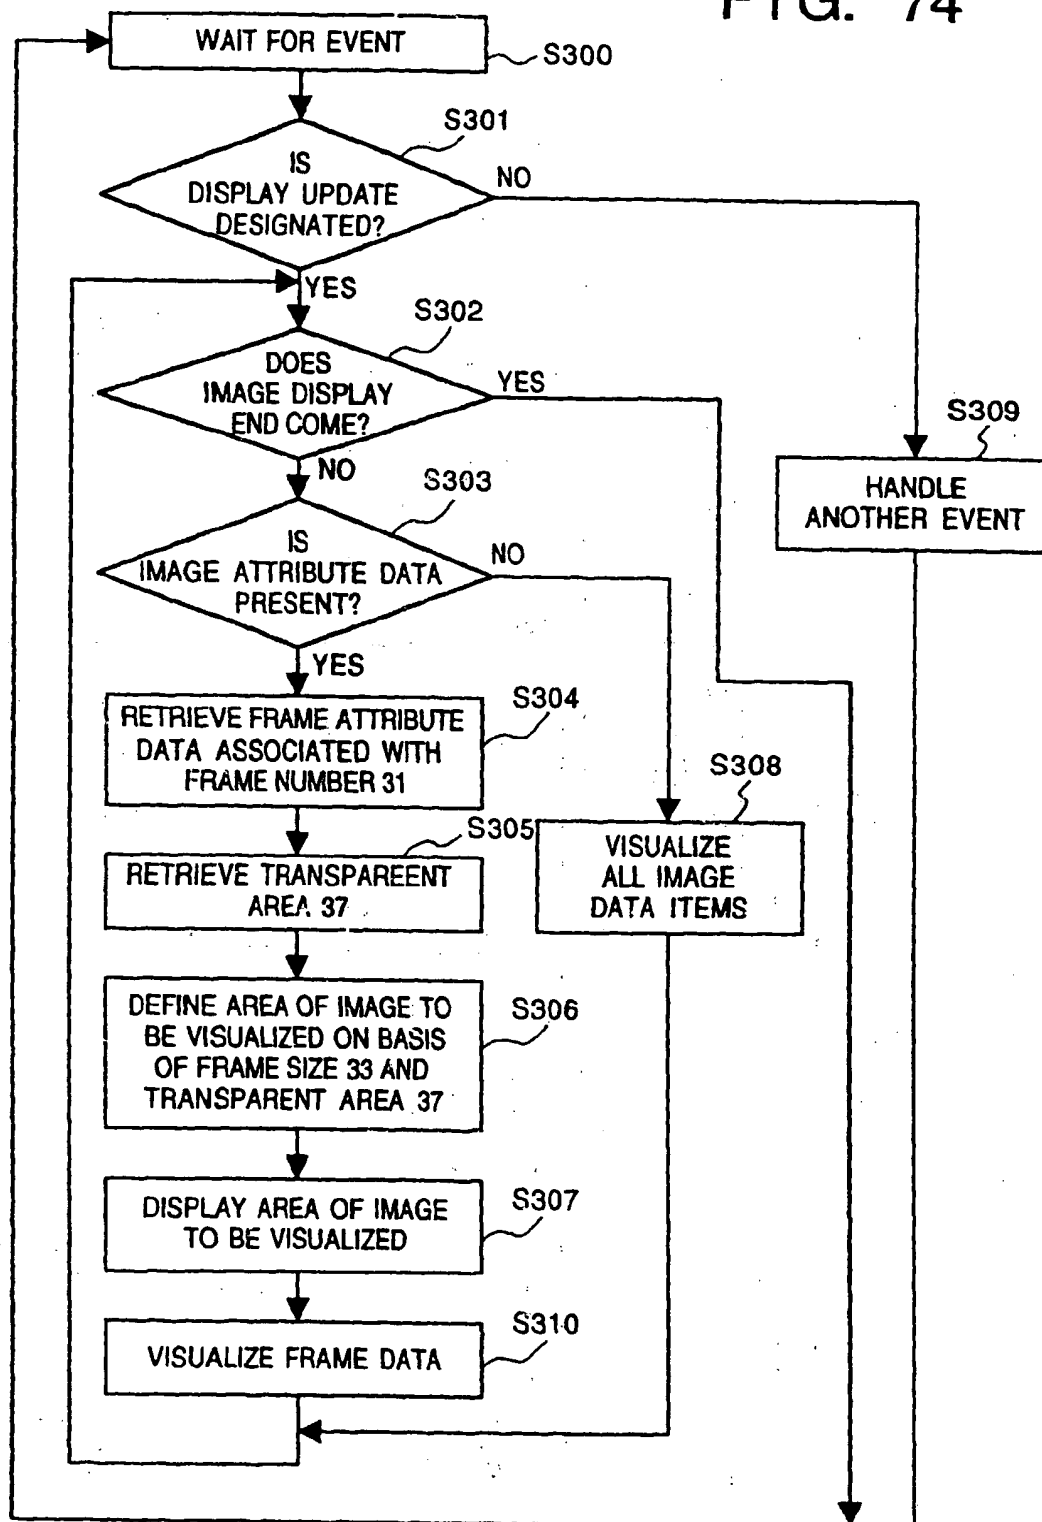 FIG. 74
WAIT FOR EVENT
S300
S301
IS
DISPLAY UPDATE
DESIGNATED?
NO
YES
S302
DOES
IMAGE DISPLAY
END COME?
YES
NO
S303
IS
IMAGE ATTRIBUTE DATA
PRESENT?
NO
YES
S309
HANDLE
ANOTHER EVENT
S304
RETRIEVE FRAME ATTRIBUTE
DATA ASSOCIATED WITH
FRAME NUMBER 31
S308
VISUALIZE
ALL IMAGE
DATA ITEMS
S305
RETRIEVE TRANSPAREENT
AREA 37
S306
DEFINE AREA OF IMAGE TO
BE VISUALIZED ON BASIS
OF FRAME SIZE 33 AND
TRANSPARENT AREA 37
S307
DISPLAY AREA OF IMAGE
TO BE VISUALIZED
S310
VISUALIZE FRAME DATA